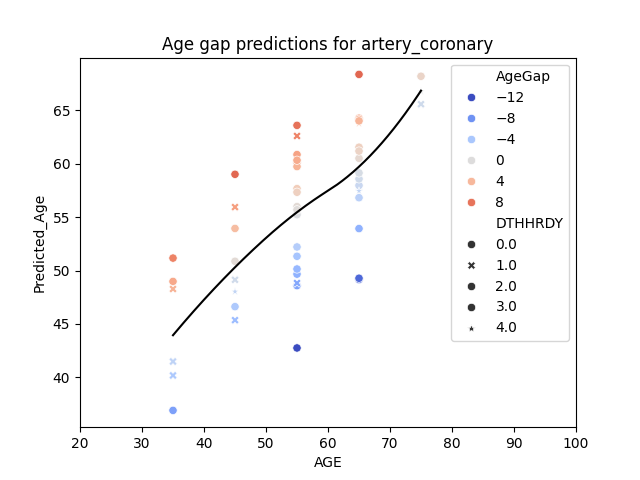 Age gap predictions for artery_coronary
Predicted_Age
65
60
55
50
45
40
20 30 40 50 60 70 80 90 100
AGE
AgeGap
−12
−8
−4
0
4
8
DTHHRDY
0.0
1.0
2.0
3.0
4.0